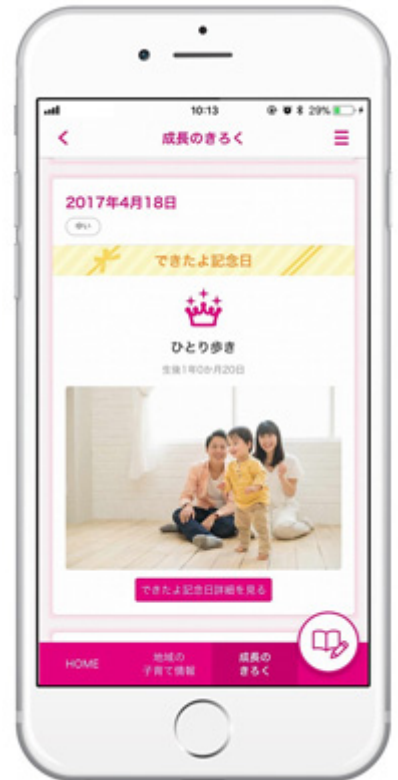 10:13
29%
成長のきろく
2017年4月18日
ゆい
できたよ記念日
ひとり歩き
生後1年0か月20日
できたよ記念日詳細を見る
HOME
地域の
子育て情報
成長の
きろく